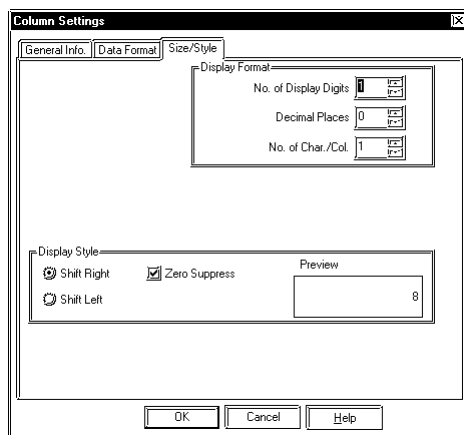 Column Settings
General Info. Data Format Size/Style
Display Format
No. of Display Digits 1
Decimal Places 0
No. of Char./Col. 1
Display Style
Shift Right Zero Suppress Preview
Shift Left 8
OK Cancel Help